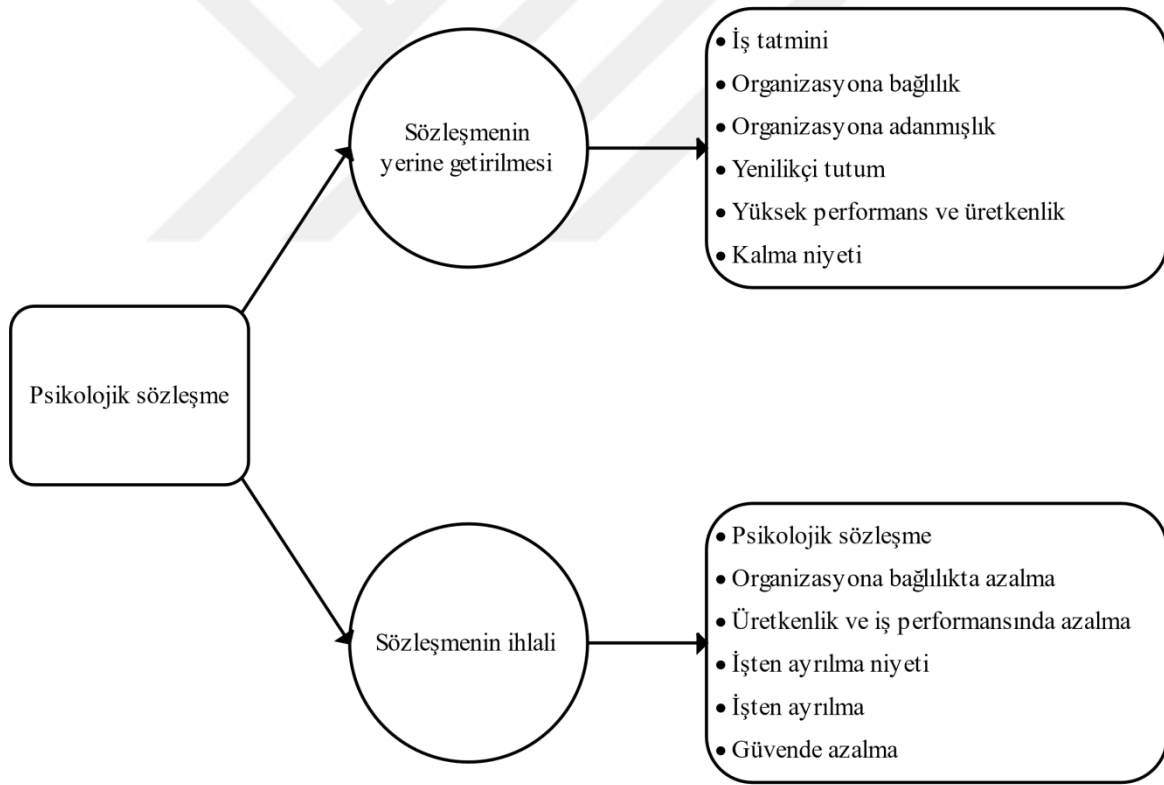 • İş tatmini
• Organizasyona bağlılık
• Organizasyona adanmışlık
• Yenilikçi tutum
• Yüksek performans ve üretkenlik
• Kalma niyeti
Sözleşmenin
yerine getirilmesi
Psikolojik sözleşme
Sözleşmenin ihlali
• Psikolojik sözleşme
• Organizasyona bağlılıkta azalma
• Üretkenlik ve iş performansında azalma
• İşten ayrılma niyeti
• İşten ayrılma
• Güvende azalma